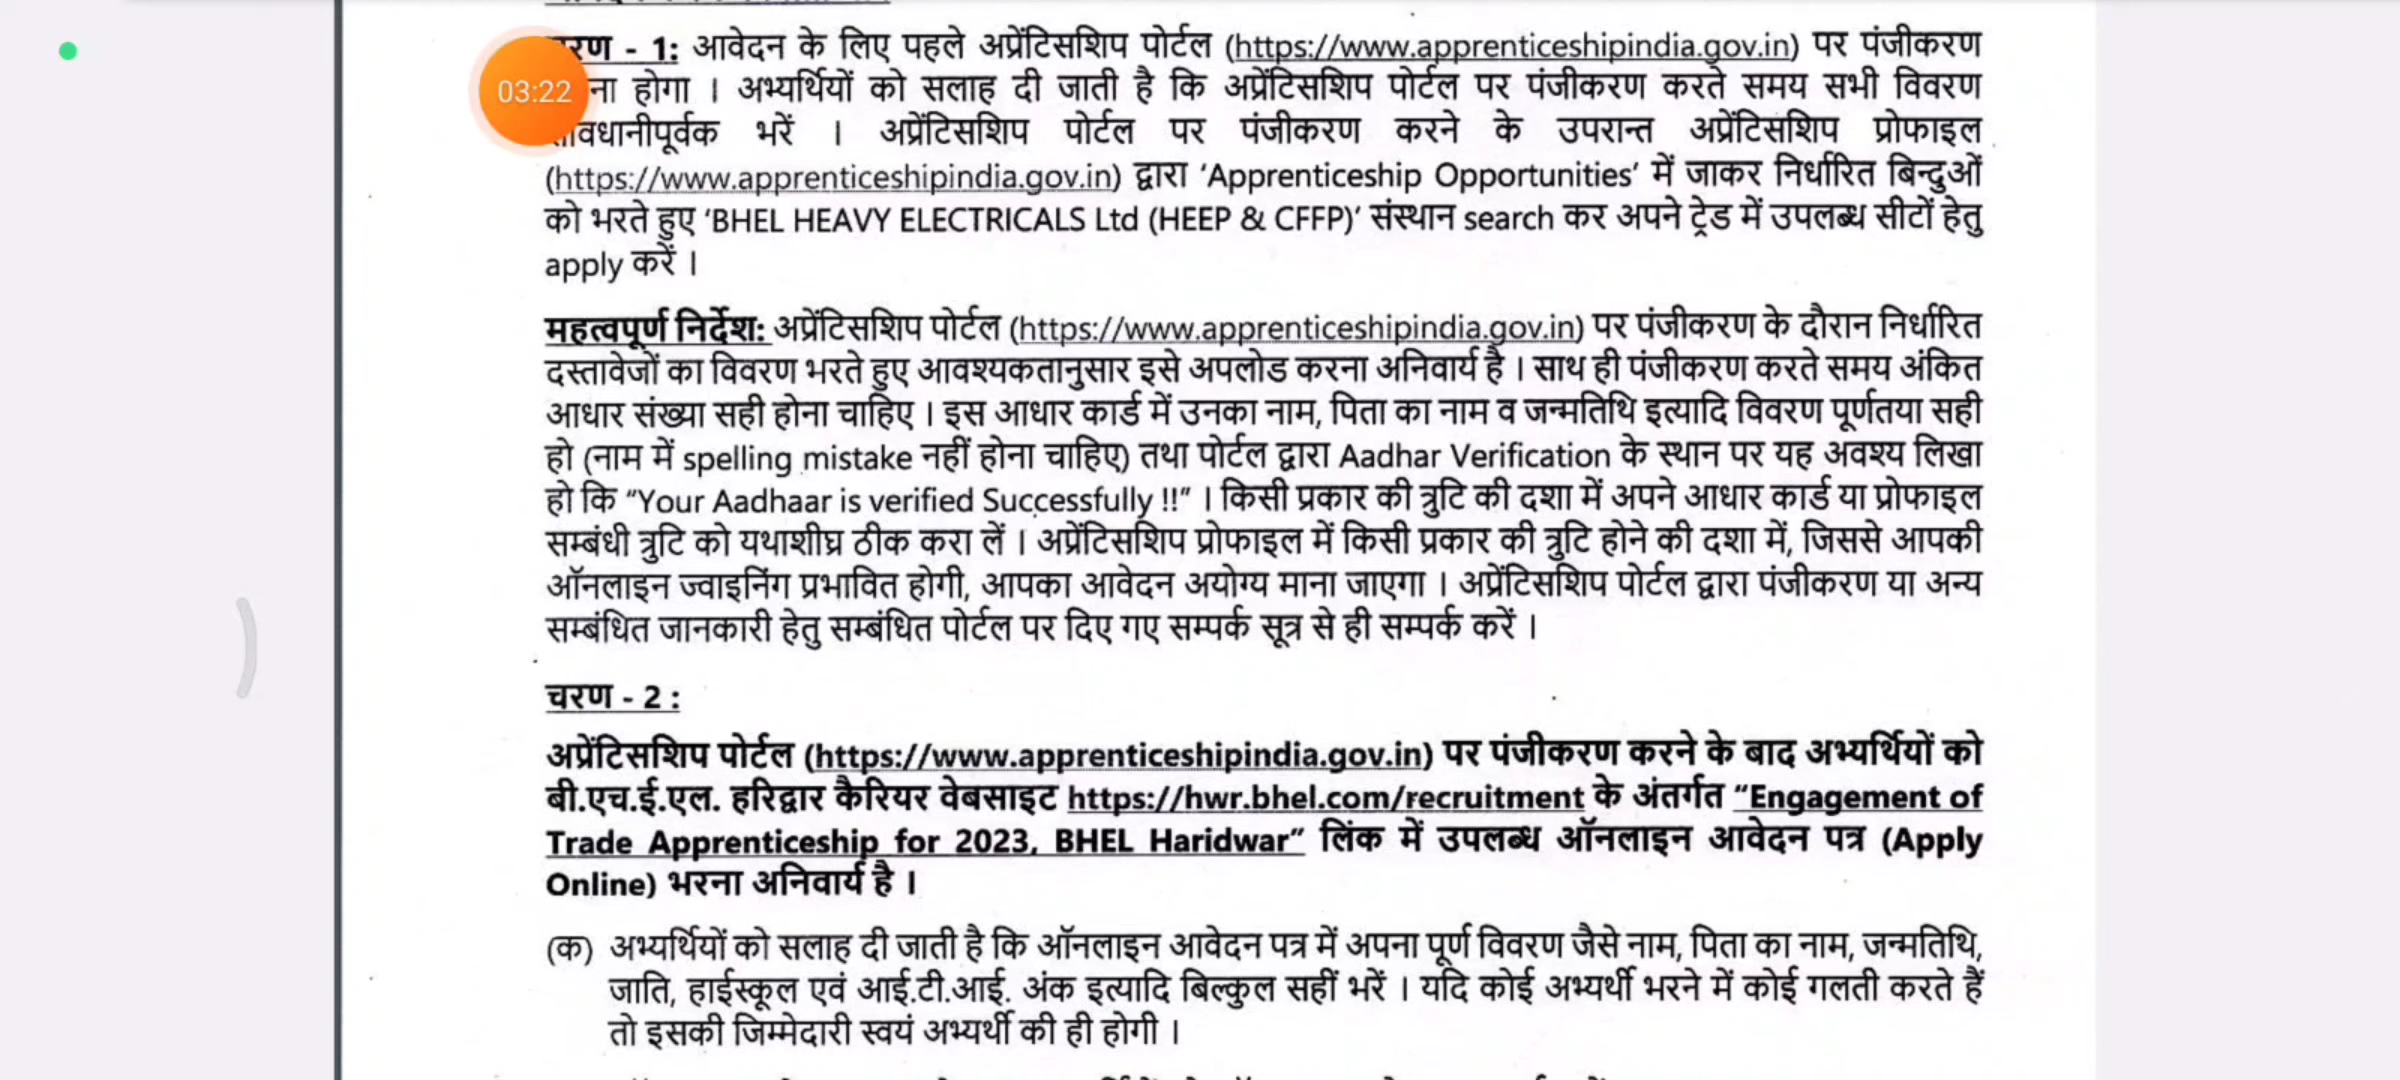 रण - 1: आवेदन के लिए पहले अप्रेंटिसशिप पोर्टल (https://www.apprenticeshipindia.gov.in) पर पंजीकरण
03:22 ना होगा । अभ्यर्थियों को सलाह दी जाती है कि अप्रेंटिसशिप पोर्टल पर पंजीकरण करते समय सभी विवरण
वधानीपूर्वक भरें । अप्रेंटिसशिप पोर्टल पर पंजीकरण करने के उपरान्त अप्रेंटिसशिप प्रोफाइल
(https://www.apprenticeshipindia.gov.in) द्वारा ‘Apprenticeship Opportunities’ में जाकर निर्धारित बिन्दुओं
को भरते हुए ‘BHEL HEAVY ELECTRICALS Ltd (HEEP & CFFP)’ संस्थान search कर अपने ट्रेड में उपलब्ध सीटों हेतु
apply करें ।
महत्वपूर्ण निर्देश: अप्रेंटिसशिप पोर्टल (https://www.apprenticeshipindia.gov.in) पर पंजीकरण के दौरान निर्धारित
दस्तावेजों का विवरण भरते हुए आवश्यकतानुसार इसे अपलोड करना अनिवार्य है । साथ ही पंजीकरण करते समय अंकित
आधार संख्या सही होना चाहिए । इस आधार कार्ड में उनका नाम, पिता का नाम व जन्मतिथि इत्यादि विवरण पूर्णतया सही
हो (नाम में spelling mistake नहीं होना चाहिए) तथा पोर्टल द्वारा Aadhar Verification के स्थान पर यह अवश्य लिखा
हो कि “Your Aadhaar is verified Successfully !!” । किसी प्रकार की त्रुटि की दशा में अपने आधार कार्ड या प्रोफाइल
सम्बंधी त्रुटि को यथाशीघ्र ठीक करा लें । अप्रेंटिसशिप प्रोफाइल में किसी प्रकार की त्रुटि होने की दशा में, जिससे आपकी
ऑनलाइन ज्वाइनिंग प्रभावित होगी, आपका आवेदन अयोग्य माना जाएगा । अप्रेंटिसशिप पोर्टल द्वारा पंजीकरण या अन्य
सम्बंधित जानकारी हेतु सम्बंधित पोर्टल पर दिए गए सम्पर्क सूत्र से ही सम्पर्क करें ।
चरण - 2 :
अप्रेंटिसशिप पोर्टल (https://www.apprenticeshipindia.gov.in) पर पंजीकरण करने के बाद अभ्यर्थियों को
बी.एच.ई.एल. हरिद्वार कैरियर वेबसाइट https://hwr.bhel.com/recruitment के अंतर्गत “Engagement of
Trade Apprenticeship for 2023, BHEL Haridwar” लिंक में उपलब्ध ऑनलाइन आवेदन पत्र (Apply
Online) भरना अनिवार्य है ।
(क) अभ्यर्थियों को सलाह दी जाती है कि ऑनलाइन आवेदन पत्र में अपना पूर्ण विवरण जैसे नाम, पिता का नाम, जन्मतिथि,
जाति, हाईस्कूल एवं आई.टी.आई. अंक इत्यादि बिल्कुल सहीं भरें । यदि कोई अभ्यर्थी भरने में कोई गलती करते हैं
तो इसकी जिम्मेदारी स्वयं अभ्यर्थी की ही होगी ।